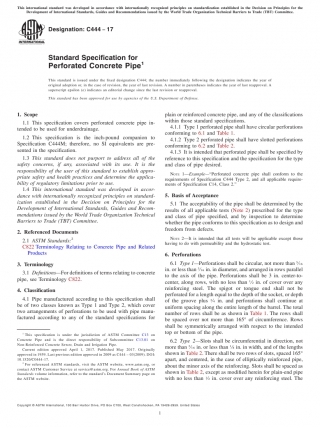 This international standard was developed in accordance with internationally recognized principles on standardization established in the Decision on Principles for the
Development of International Standards, Guides and Recommendations issued by the World Trade Organization Technical Barriers to Trade (TBT) Committee.
Designation: C444 − 17
Standard Specification for
Perforated Concrete Pipe¹
This standard is issued under the fixed designation C444; the number immediately following the designation indicates the year of
original adoption or, in the case of revision, the year of last revision. A number in parentheses indicates the year of last reapproval. A
superscript epsilon (ε) indicates an editorial change since the last revision or reapproval.
This standard has been approved for use by agencies of the U.S. Department of Defense.
1. Scope
1.1 This specification covers perforated concrete pipe in-
tended to be used for underdrainage.
1.2 This specification is the inch-pound companion to
Specification C444M; therefore, no SI equivalents are pre-
sented in the specification.
1.3 This standard does not purport to address all of the
safety concerns, if any, associated with its use. It is the
responsibility of the user of this standard to establish appro-
priate safety and health practices and determine the applica-
bility of regulatory limitations prior to use.
1.4 This international standard was developed in accor-
dance with internationally recognized principles on standard-
ization established in the Decision on Principles for the
Development of International Standards, Guides and Recom-
mendations issued by the World Trade Organization Technical
Barriers to Trade (TBT) Committee.
2. Referenced Documents
2.1 ASTM Standards:²
C822 Terminology Relating to Concrete Pipe and Related
Products
3. Terminology
3.1 Definitions—For definitions of terms relating to concrete
pipe, see Terminology C822.
4. Classification
4.1 Pipe manufactured according to this specification shall
be of two classes known as Type 1 and Type 2, which cover
two arrangements of perforations to be used with pipe manu-
factured according to any of the standard specifications for
¹ This specification is under the jurisdiction of ASTM Committee C13 on
Concrete Pipe and is the direct responsibility of Subcommittee C13.01 on
Non-Reinforced Concrete Sewer, Drain and Irrigation Pipe.
Current edition approved April 1, 2017. Published May 2017. Originally
² For referenced ASTM standards, visit the ASTM website, www.astm.org, or
contact ASTM Customer Service at service@astm.org. For Annual Book of ASTM
Standards volume information, refer to the standard's Document Summary page on
the ASTM website.
plain or reinforced concrete pipe, and any of the classifications
within those standard specifications.
4.1.1 Type 1 perforated pipe shall have circular perforations
conforming to 6.1 and Table 1.
4.1.2 Type 2 perforated pipe shall have slotted perforations
conforming to 6.2 and Table 2.
4.1.3 It is intended that perforated pipe shall be specified by
reference to this specification and the specification for the type
and class of pipe desired.
NOTE 1—Example—"Perforated concrete pipe shall conform to the
requirements of Specification C444 Type 2, and all applicable require-
ments of Specification C14, Class 2."
5. Basis of Acceptance
5.1 The acceptability of the pipe shall be determined by the
results of all applicable tests (Note 2) prescribed for the type
and class of pipe specified, and by inspection to determine
whether the pipe conforms to this specification as to design and
freedom from defects.
NOTE 2—It is intended that all tests will be applicable except those
having to do with permeability and the hydrostatic test.
6. Perforations
6.1 Type 1—Perforations shall be circular, not more than 5⁄16
in. or less than 3⁄16 in. in diameter, and arranged in rows parallel
to the axis of the pipe. Perforations shall be 3 in. center-to-
center, along rows, with no less than 1⁄2 in. of cover over any
reinforcing steel. The spigot or tongue end shall not be
perforated for a length equal to the depth of the socket, or depth
of the groove plus 1⁄2 in. and perforations shall continue at
uniform spacing along the entire length of the barrel. The total
number of rows shall be as shown in Table 1. The rows shall
be spaced over not more than 165° of circumference. Rows
shall be symmetrically arranged with respect to the intended
top or bottom of the pipe.
6.2 Type 2—Slots shall be circumferential in direction, not
more than 3⁄16 in. or less than 1⁄8 in. in width, and of the lengths
shown in Table 2. There shall be two rows of slots, spaced 165°
apart, and centered, in the case of elliptically reinforced pipe,
about the minor axis of the reinforcing. Slots shall be spaced as
shown in Table 2, except as modified herein for plain-end pipe
with no less than 1⁄2 in. cover over any reinforcing steel. The
Copyright © ASTM International, 100 Barr Harbor Drive, PO Box C700, West Conshohocken, PA 19428-2959. United States
1